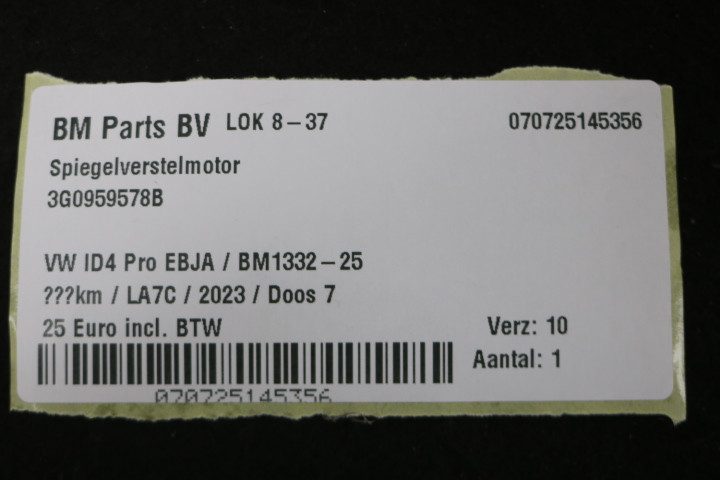 BM Parts BV LOK 8-37 070725145356
Spiegelverstelmotor
3G0959578B
VW ID4 Pro EBJA / BM1332-25
???km / LA7C / 2023 / Doos 7
25 Euro incl. BTW Verz: 10
Aantal: 1
070725145356